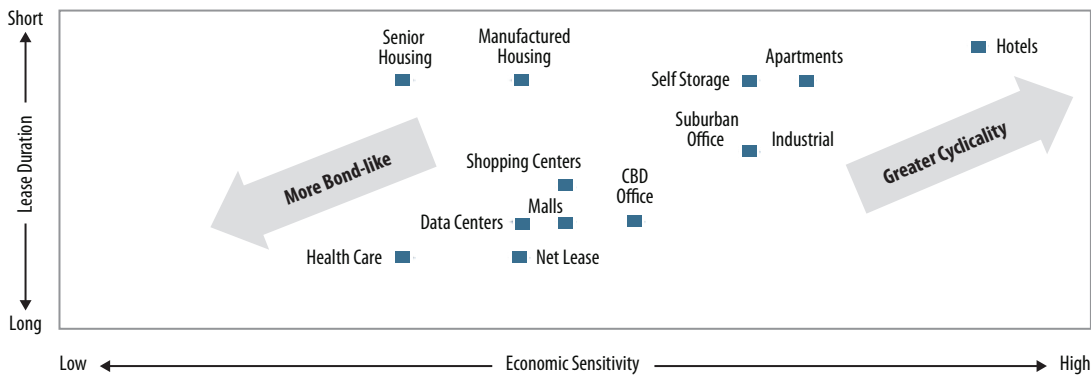 Short
Senior
Housing
Manufactured
Housing
Hotels
Apartments
Self Storage
Suburban
Office
Industrial
Lease Duration
More Bond-like
Greater Cyclicality
Shopping Centers
CBD
Office
Malls
Data Centers
Health Care
Net Lease
Long
Low
Economic Sensitivity
High